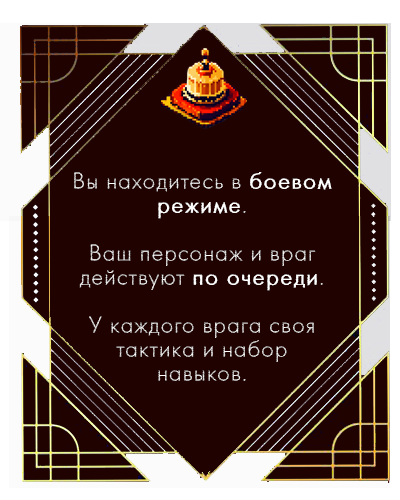 Вы находитесь в боевом
режиме.
Ваш персонаж и враг
действуют по очереди.
У каждого врага своя
тактика и набор
навыков.